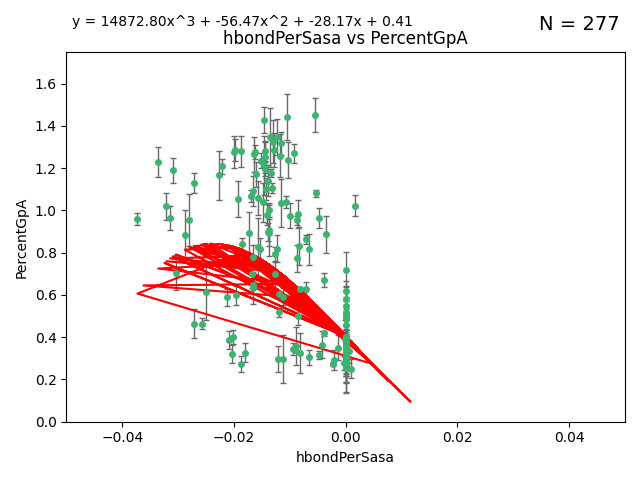 y = 14872.80x^3 + -56.47x^2 + -28.17x + 0.41
N = 277
hbondPerSasa vs PercentGpA
PercentGpA
1.6
1.4
1.2
1.0
0.8
0.6
0.4
0.2
0.0
−0.04
−0.02
0.00
0.02
0.04
hbondPerSasa